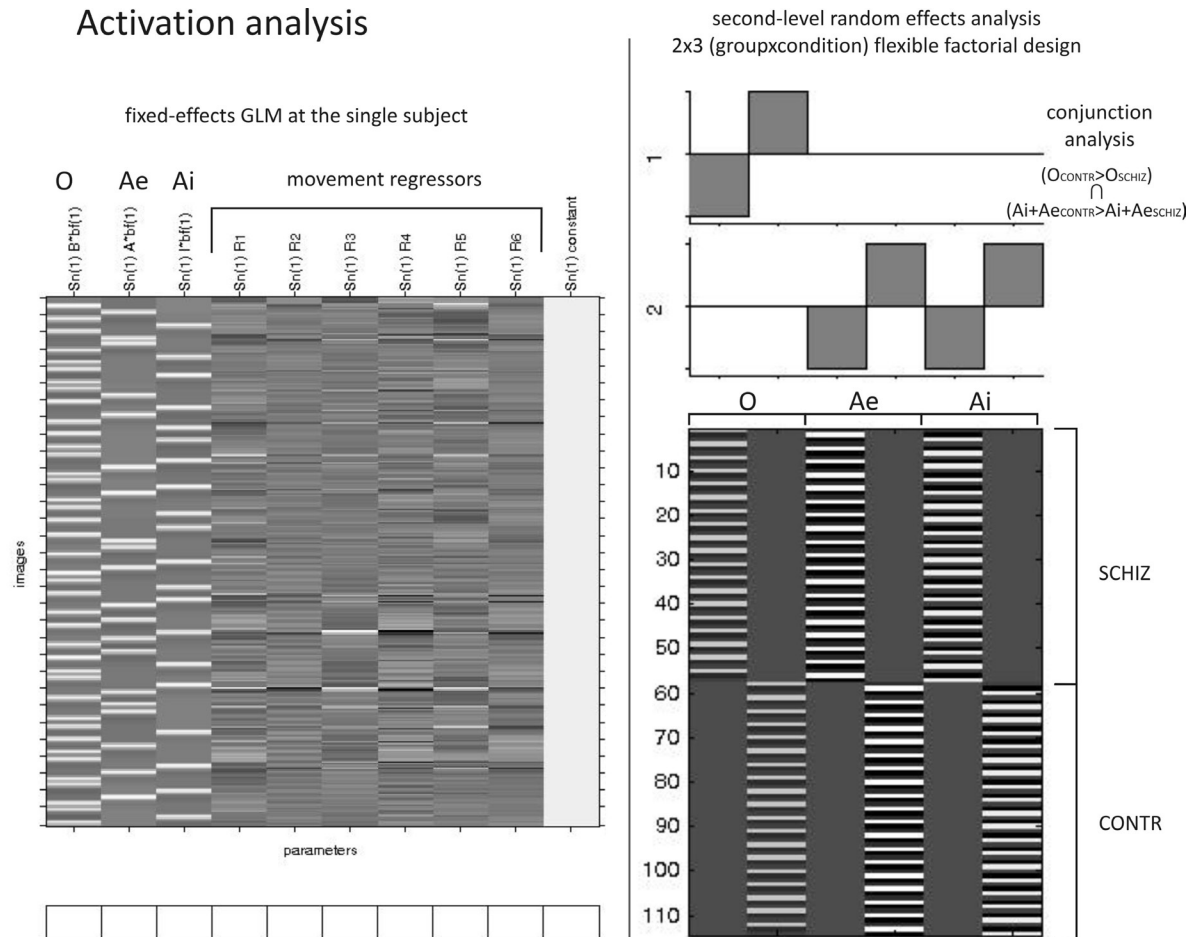 Activation analysis
second-level random effects analysis
2x3 (groupxcondition) flexible factorial design
fixed-effects GLM at the single subject
O Ae Ai movement regressors
Sn(1) B*bf(1)
Sn(1) A*bf(1)
Sn(1) I*bf(1)
Sn(1) R1
Sn(1) R2
Sn(1) R3
Sn(1) R4
Sn(1) R5
Sn(1) R6
Sn(1) constant
images
parameters
1
conjunction
analysis
(OCONTR>OSCHIZ)
∩
(Ai+AeCONTR>Ai+AeSCHIZ)
2
O Ae Ai
10
20
30
40
50
60
70
80
90
100
110
SCHIZ
CONTR